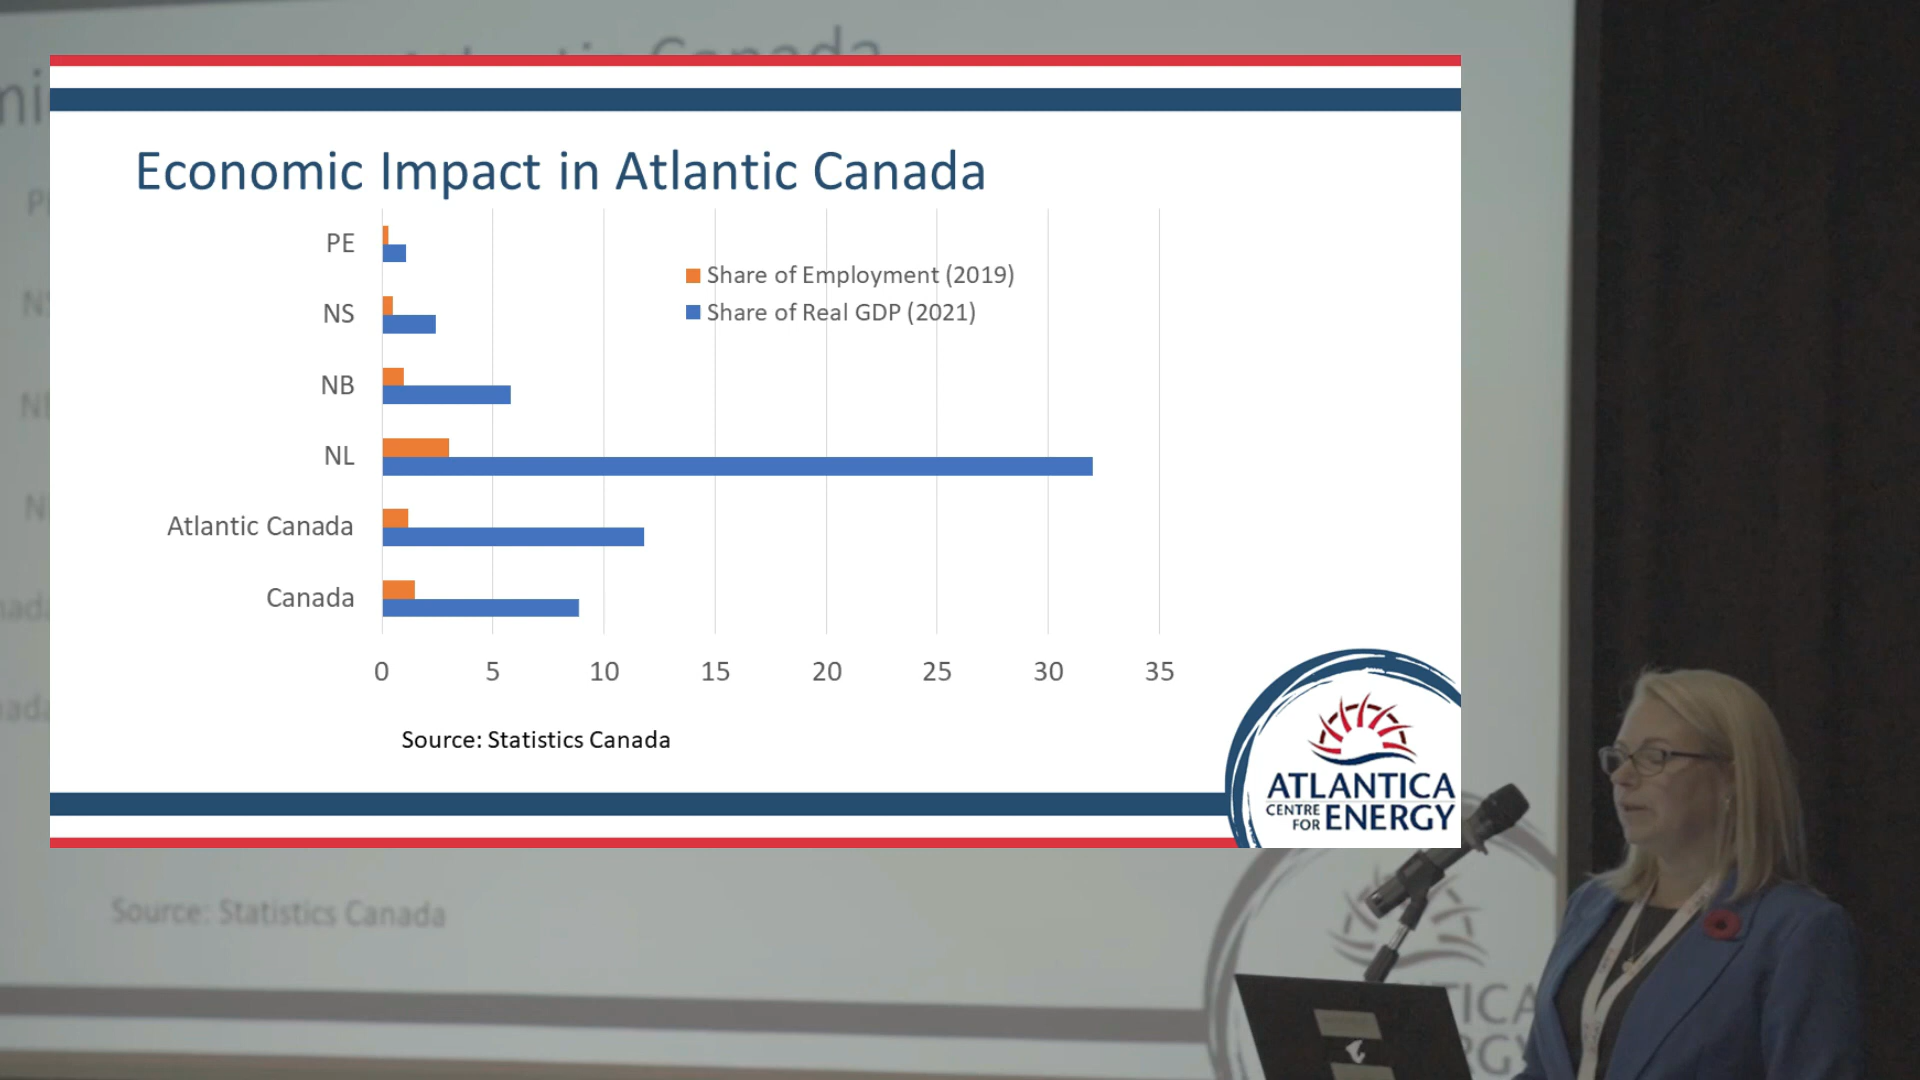 Economic Impact in Atlantic Canada
PE
NS
NB
NL
Atlantic Canada
Canada
Share of Employment (2019)
Share of Real GDP (2021)
0 5 10 15 20 25 30 35
Source: Statistics Canada
ATLANTICA
CENTRE
FOR ENERGY
Source: Statistics Canada